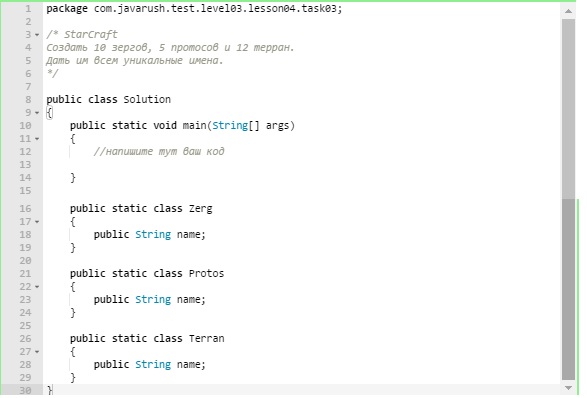 1 package com.javarush.test.level03.lesson04.task03;
2
3 /* StarCraft
4 Создать 10 зергов, 5 протосов и 12 терран.
5 Дать им всем уникальные имена.
6 */
7
8 public class Solution
9 {
10     public static void main(String[] args)
11     {
12         //напишите тут ваш код
13
14     }
15
16     public static class Zerg
17     {
18         public String name;
19     }
20
21     public static class Protos
22     {
23         public String name;
24     }
25
26     public static class Terran
27     {
28         public String name;
29     }
30 }